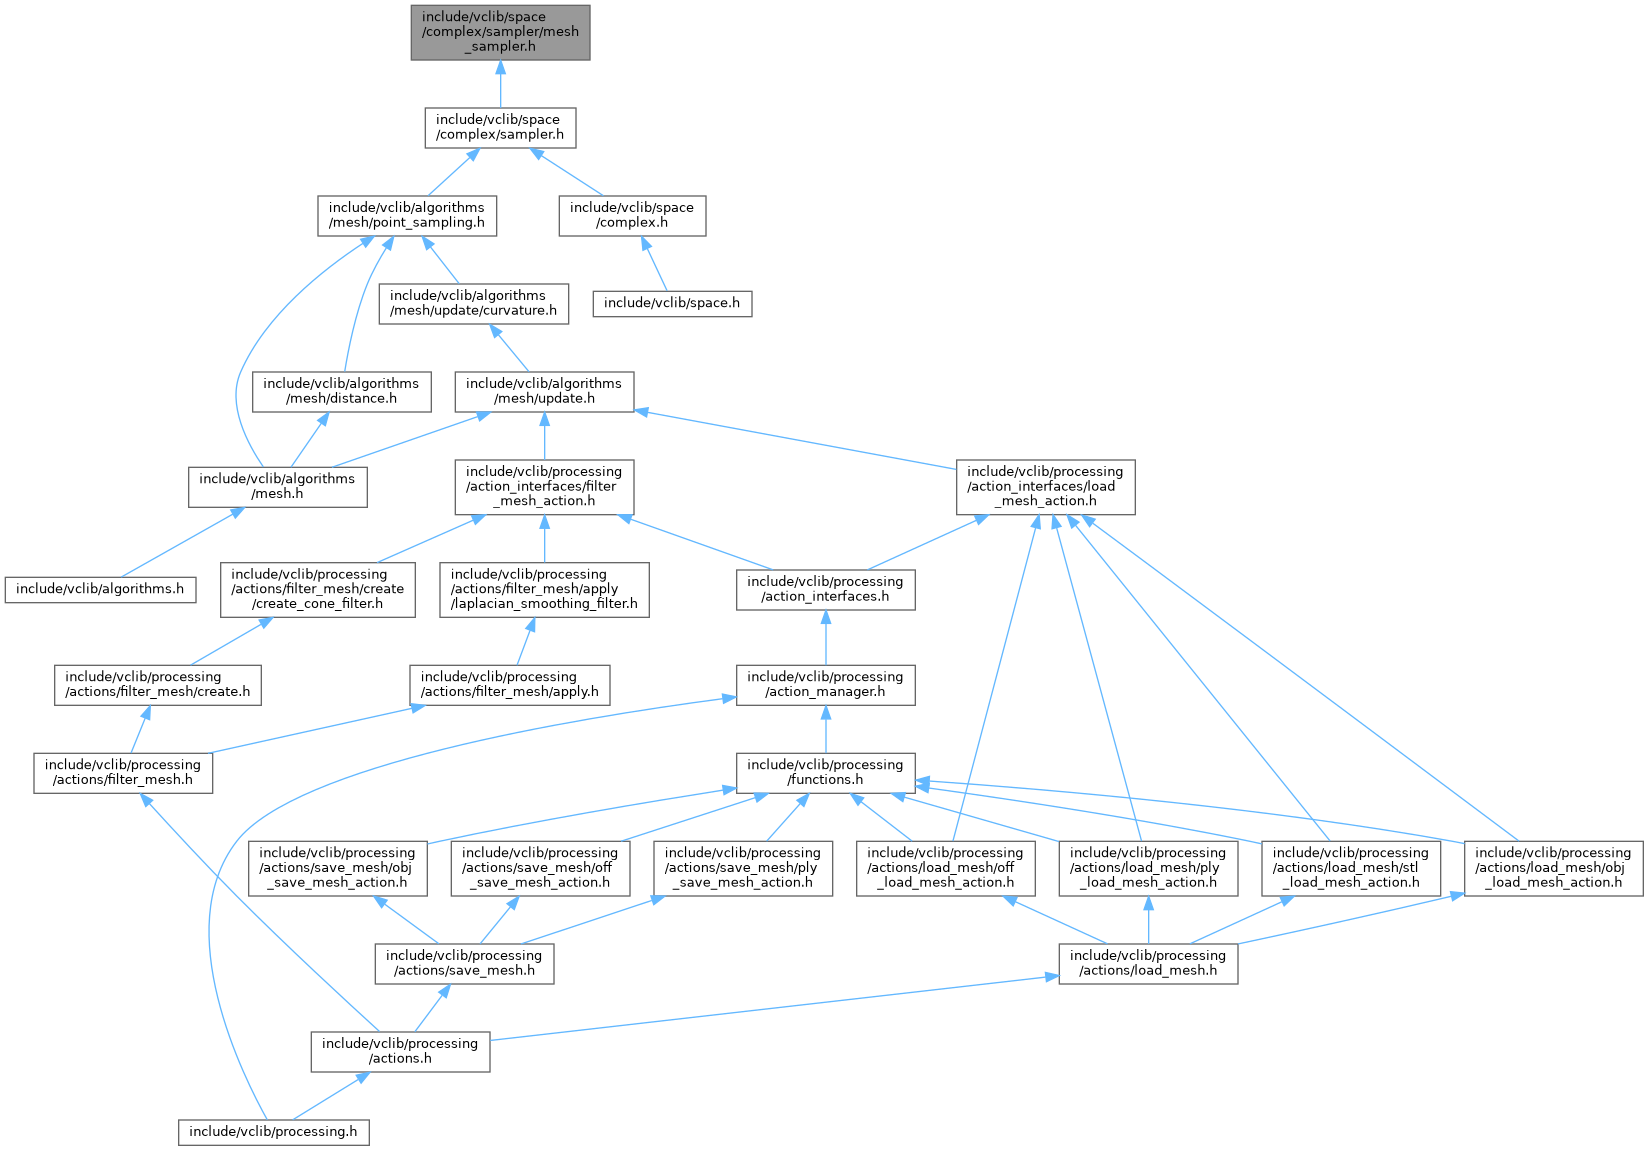 include/vclib/space
/complex/sampler/mesh
_sampler.h
include/vclib/space
/complex/sampler.h
include/vclib/algorithms
/mesh/point_sampling.h
include/vclib/space
/complex.h
include/vclib/algorithms
/mesh/update/curvature.h
include/vclib/space.h
include/vclib/algorithms
/mesh/distance.h
include/vclib/algorithms
/mesh/update.h
include/vclib/algorithms
/mesh.h
include/vclib/processing
/action_interfaces/filter
_mesh_action.h
include/vclib/processing
/action_interfaces/load
_mesh_action.h
include/vclib/algorithms.h
include/vclib/processing
/actions/filter_mesh/create
/create_cone_filter.h
include/vclib/processing
/actions/filter_mesh/apply
/laplacian_smoothing_filter.h
include/vclib/processing
/action_interfaces.h
include/vclib/processing
/actions/filter_mesh/create.h
include/vclib/processing
/actions/filter_mesh/apply.h
include/vclib/processing
/action_manager.h
include/vclib/processing
/actions/filter_mesh.h
include/vclib/processing
/functions.h
include/vclib/processing
/actions/save_mesh/obj
_save_mesh_action.h
include/vclib/processing
/actions/save_mesh/off
_save_mesh_action.h
include/vclib/processing
/actions/save_mesh/ply
_save_mesh_action.h
include/vclib/processing
/actions/load_mesh/off
_load_mesh_action.h
include/vclib/processing
/actions/load_mesh/ply
_load_mesh_action.h
include/vclib/processing
/actions/load_mesh/stl
_load_mesh_action.h
include/vclib/processing
/actions/load_mesh/obj
_load_mesh_action.h
include/vclib/processing
/actions/save_mesh.h
include/vclib/processing
/actions/load_mesh.h
include/vclib/processing
/actions.h
include/vclib/processing.h